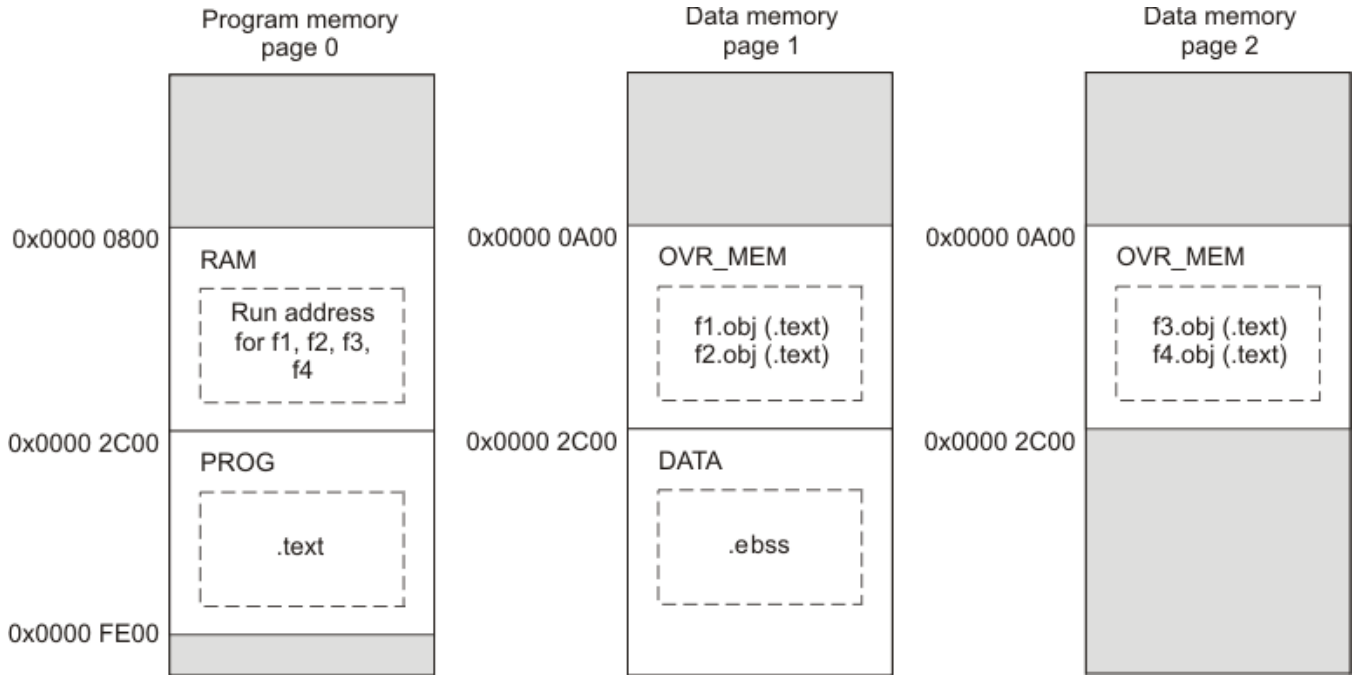 Program memory
page 0
Data memory
page 1
Data memory
page 2
0x0000 0800
RAM
Run address
for f1, f2, f3,
f4
0x0000 2C00
PROG
.text
0x0000 FE00
0x0000 0A00
OVR_MEM
f1.obj (.text)
f2.obj (.text)
0x0000 2C00
DATA
.ebss
0x0000 0A00
OVR_MEM
f3.obj (.text)
f4.obj (.text)
0x0000 2C00